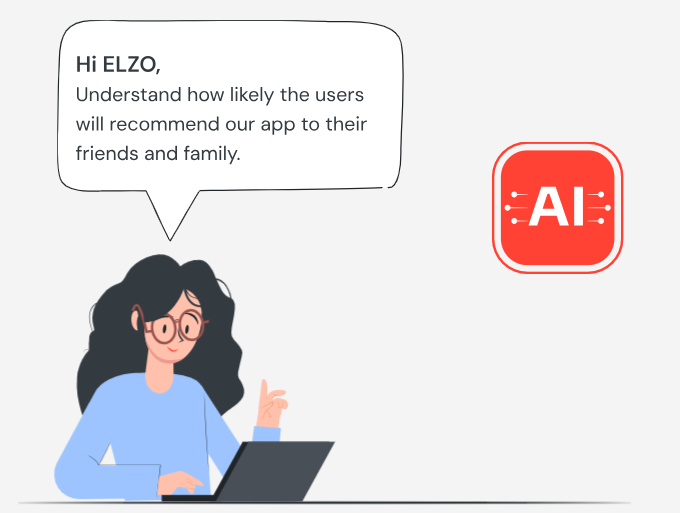 Hi ELZO,
Understand how likely the users
will recommend our app to their
friends and family.
AI